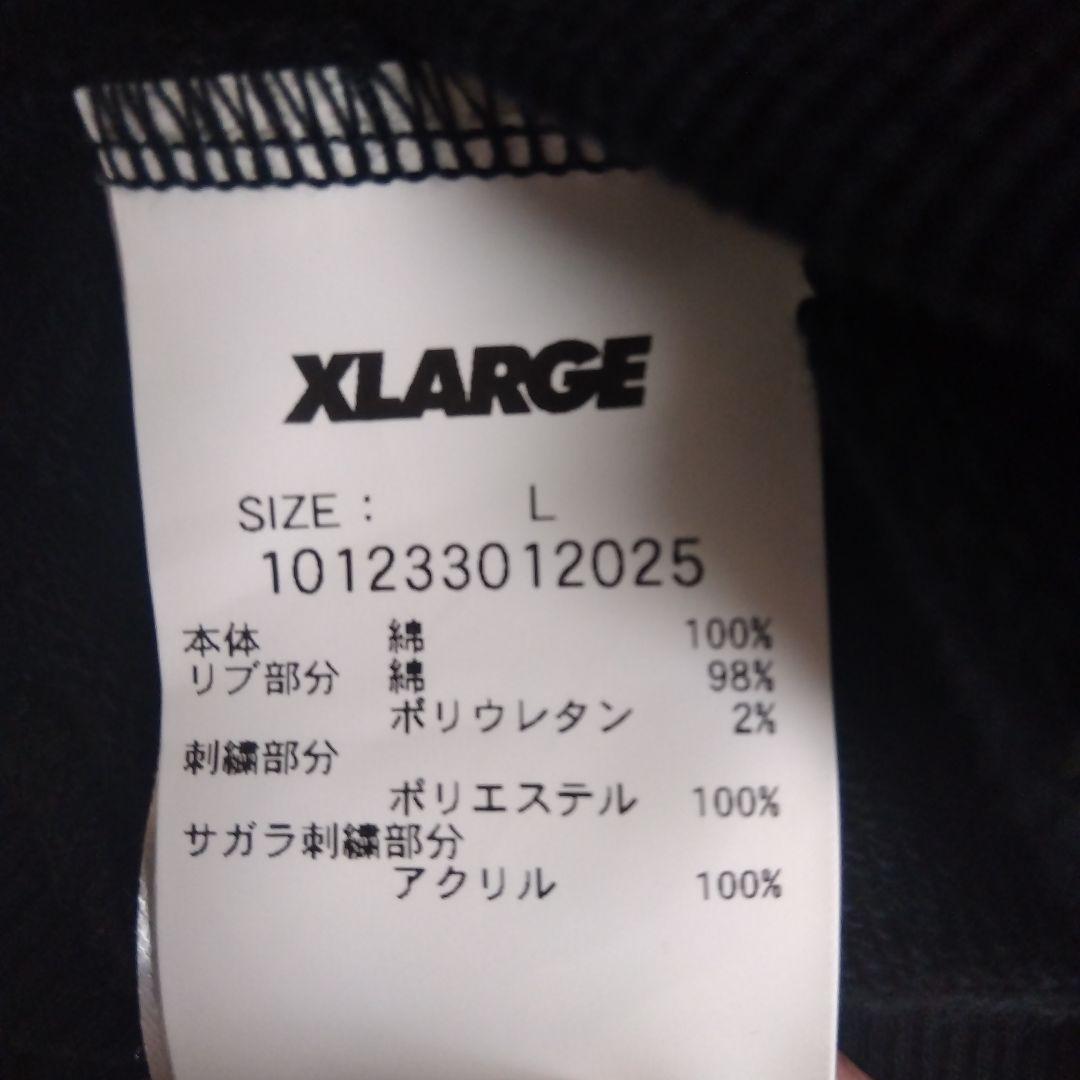 XLARGE
SIZE : L
101233012025
本体 綿 100%
リブ部分 綿 98%
ポリウレタン 2%
刺繍部分
ポリエステル 100%
サガラ刺繍部分
アクリル 100%